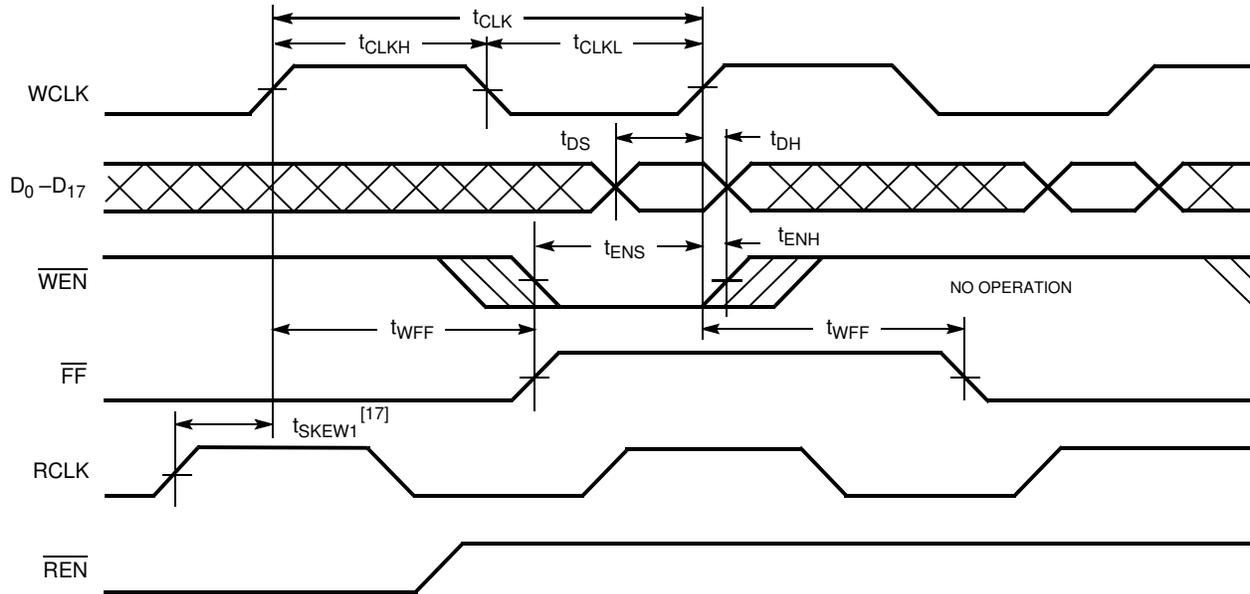 tCLK
tCLKH
tCLKL
WCLK
tDS
tDH
D0 –D17
tENS
tENH
WEN
NO OPERATION
tWFF
tWFF
FF
tSKEW1 [17]
RCLK
REN